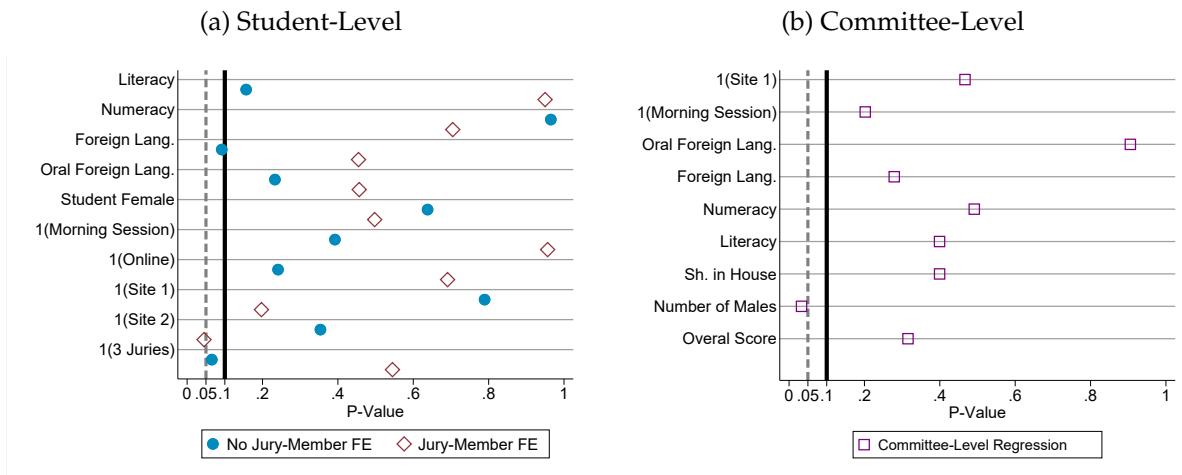 (a) Student-Level
Literacy
Numeracy
Foreign Lang.
Oral Foreign Lang.
Student Female
1(Morning Session)
1(Online)
1(Site 1)
1(Site 2)
1(3 Juries)
0 .05 .1 .2 .4 .6 .8 1
P-Value
No Jury-Member FE Jury-Member FE
(b) Committee-Level
1(Site 1)
1(Morning Session)
Oral Foreign Lang.
Foreign Lang.
Numeracy
Literacy
Sh. in House
Number of Males
Overal Score
0 .05 .1 .2 .4 .6 .8 1
P-Value
Committee-Level Regression